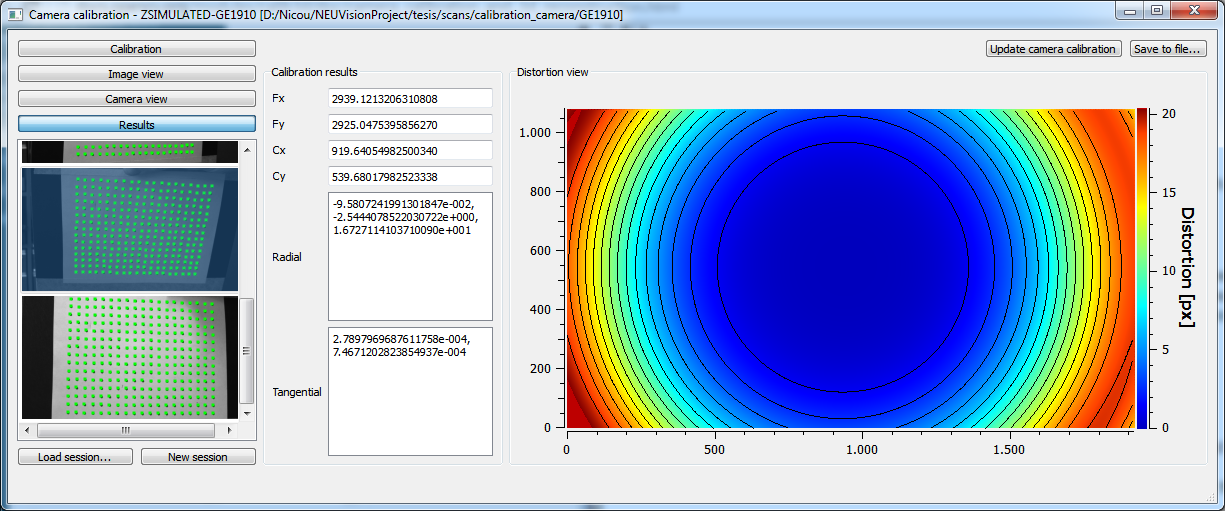 Camera calibration - ZSIMULATED-GE1910 [D:/Nicou/NEUVisionProject/tesis/scans/calibration_camera/GE1910]
Calibration
Image view
Camera view
Results
Load session...
New session
Calibration results
Fx
2939.1213206310808
Fy
2925.0475395856270
Cx
919.64054982500340
Cy
539.68017982523338
Radial
-9.5807241991301847e-002,
-2.5444078522030722e+000,
1.6727114103710090e+001
Tangential
2.7897969687611758e-004,
7.4671202823854937e-004
Update camera calibration
Save to file...
Distortion view
1.000
800
600
400
200
0
0
500
1.000
1.500
20
15
10
5
0
Distortion [px]